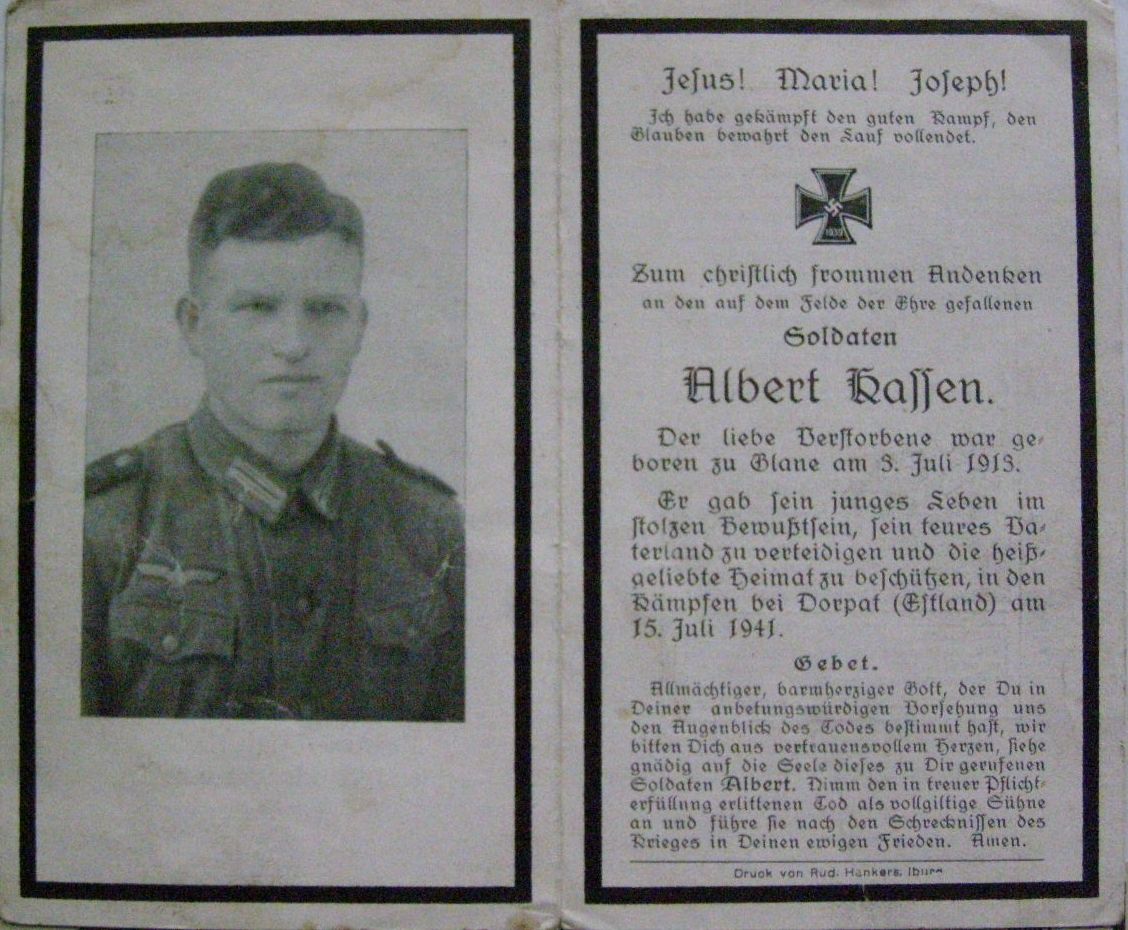 Jesus! Maria! Joseph!
Ich habe gekämpft den guten Kampf, den
Glauben bewahrt den Lauf vollendet.
1939
Zum christlich frommen Andenken
an den auf dem Felde der Ehre gefallenen
Soldaten
Albert Kassen.
Der liebe Verstorbene war ge-
boren zu Glane am 3. Juli 1913.
Er gab sein junges Leben im
stolzen Bewußtsein, sein teures Va-
terland zu verteidigen und die heiß-
geliebte Heimat zu beschützen, in den
Kämpfen bei Dorpat (Estland) am
15. Juli 1941.
Gebet.
Allmächtiger, barmherziger Gott, der Du in
Deiner anbetungswürdigen Vorsehung uns
den Augenblick des Todes bestimmt hast, wir
bitten Dich aus vertrauensvollem Herzen, siehe
gnädig auf die Seele dieses zu Dir gerufenen
Soldaten Albert. Nimm den in treuer Pflicht-
erfüllung erlittenen Tod als vollgiltige Sühne
an und führe sie nach den Schrecknissen des
Krieges in Deinen ewigen Frieden. Amen.
Druck von Rud. Hankers, Iburg